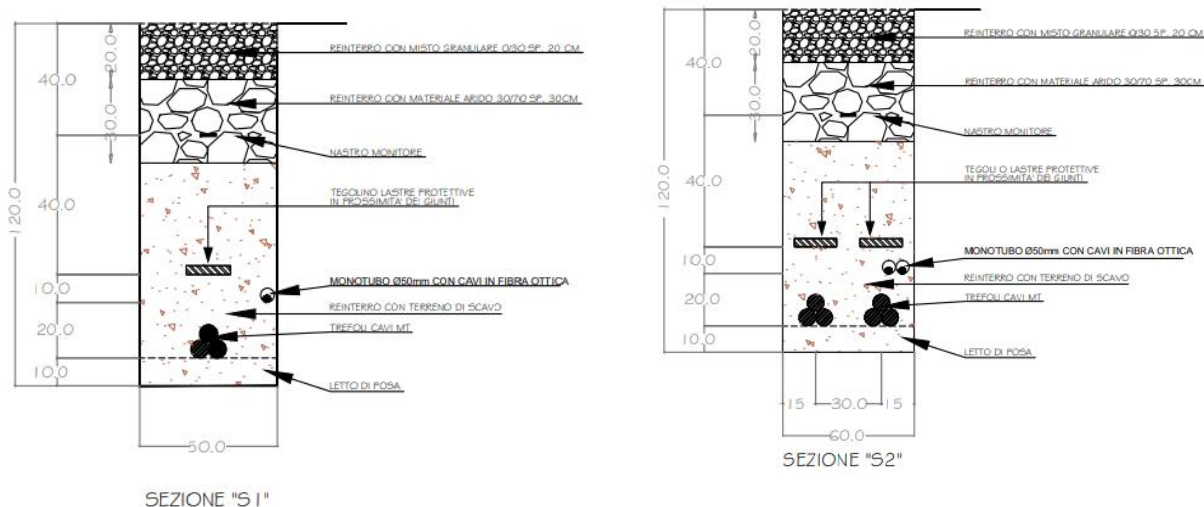 REINTERRO CON MISTO GRANULARE 0/30 SP. 20 CM
REINTERRO CON MATERIALE ARIDO 30/70 SP. 30CM
NASTRO MONITORE
TEGOLINO LASTRE PROTETTIVE
IN PROSSIMITA' DEI GIUNTI
MONOTUBO Ø50mm CON CAVI IN FIBRA OTTICA
REINTERRO CON TERRENO DI SCAVO
TREFOLI CAVI MT
LETTO DI POSA
120.0
40.0
40.0
10.0
20.0
10.0
20.0
30.0
50.0
SEZIONE "S1"
REINTERRO CON MISTO GRANULARE 0/30 SP. 20 CM
REINTERRO CON MATERIALE ARIDO 30/70 SP. 30CM
NASTRO MONITORE
TEGOLI O LASTRE PROTETTIVE
IN PROSSIMITA' DEI GIUNTI
MONOTUBO Ø50mm CON CAVI IN FIBRA OTTICA
REINTERRO CON TERRENO DI SCAVO
TREFOLI CAVI MT
LETTO DI POSA
120.0
40.0
40.0
10.0
20.0
10.0
20.0
30.0
15 30.0 15
60.0
SEZIONE "S2"